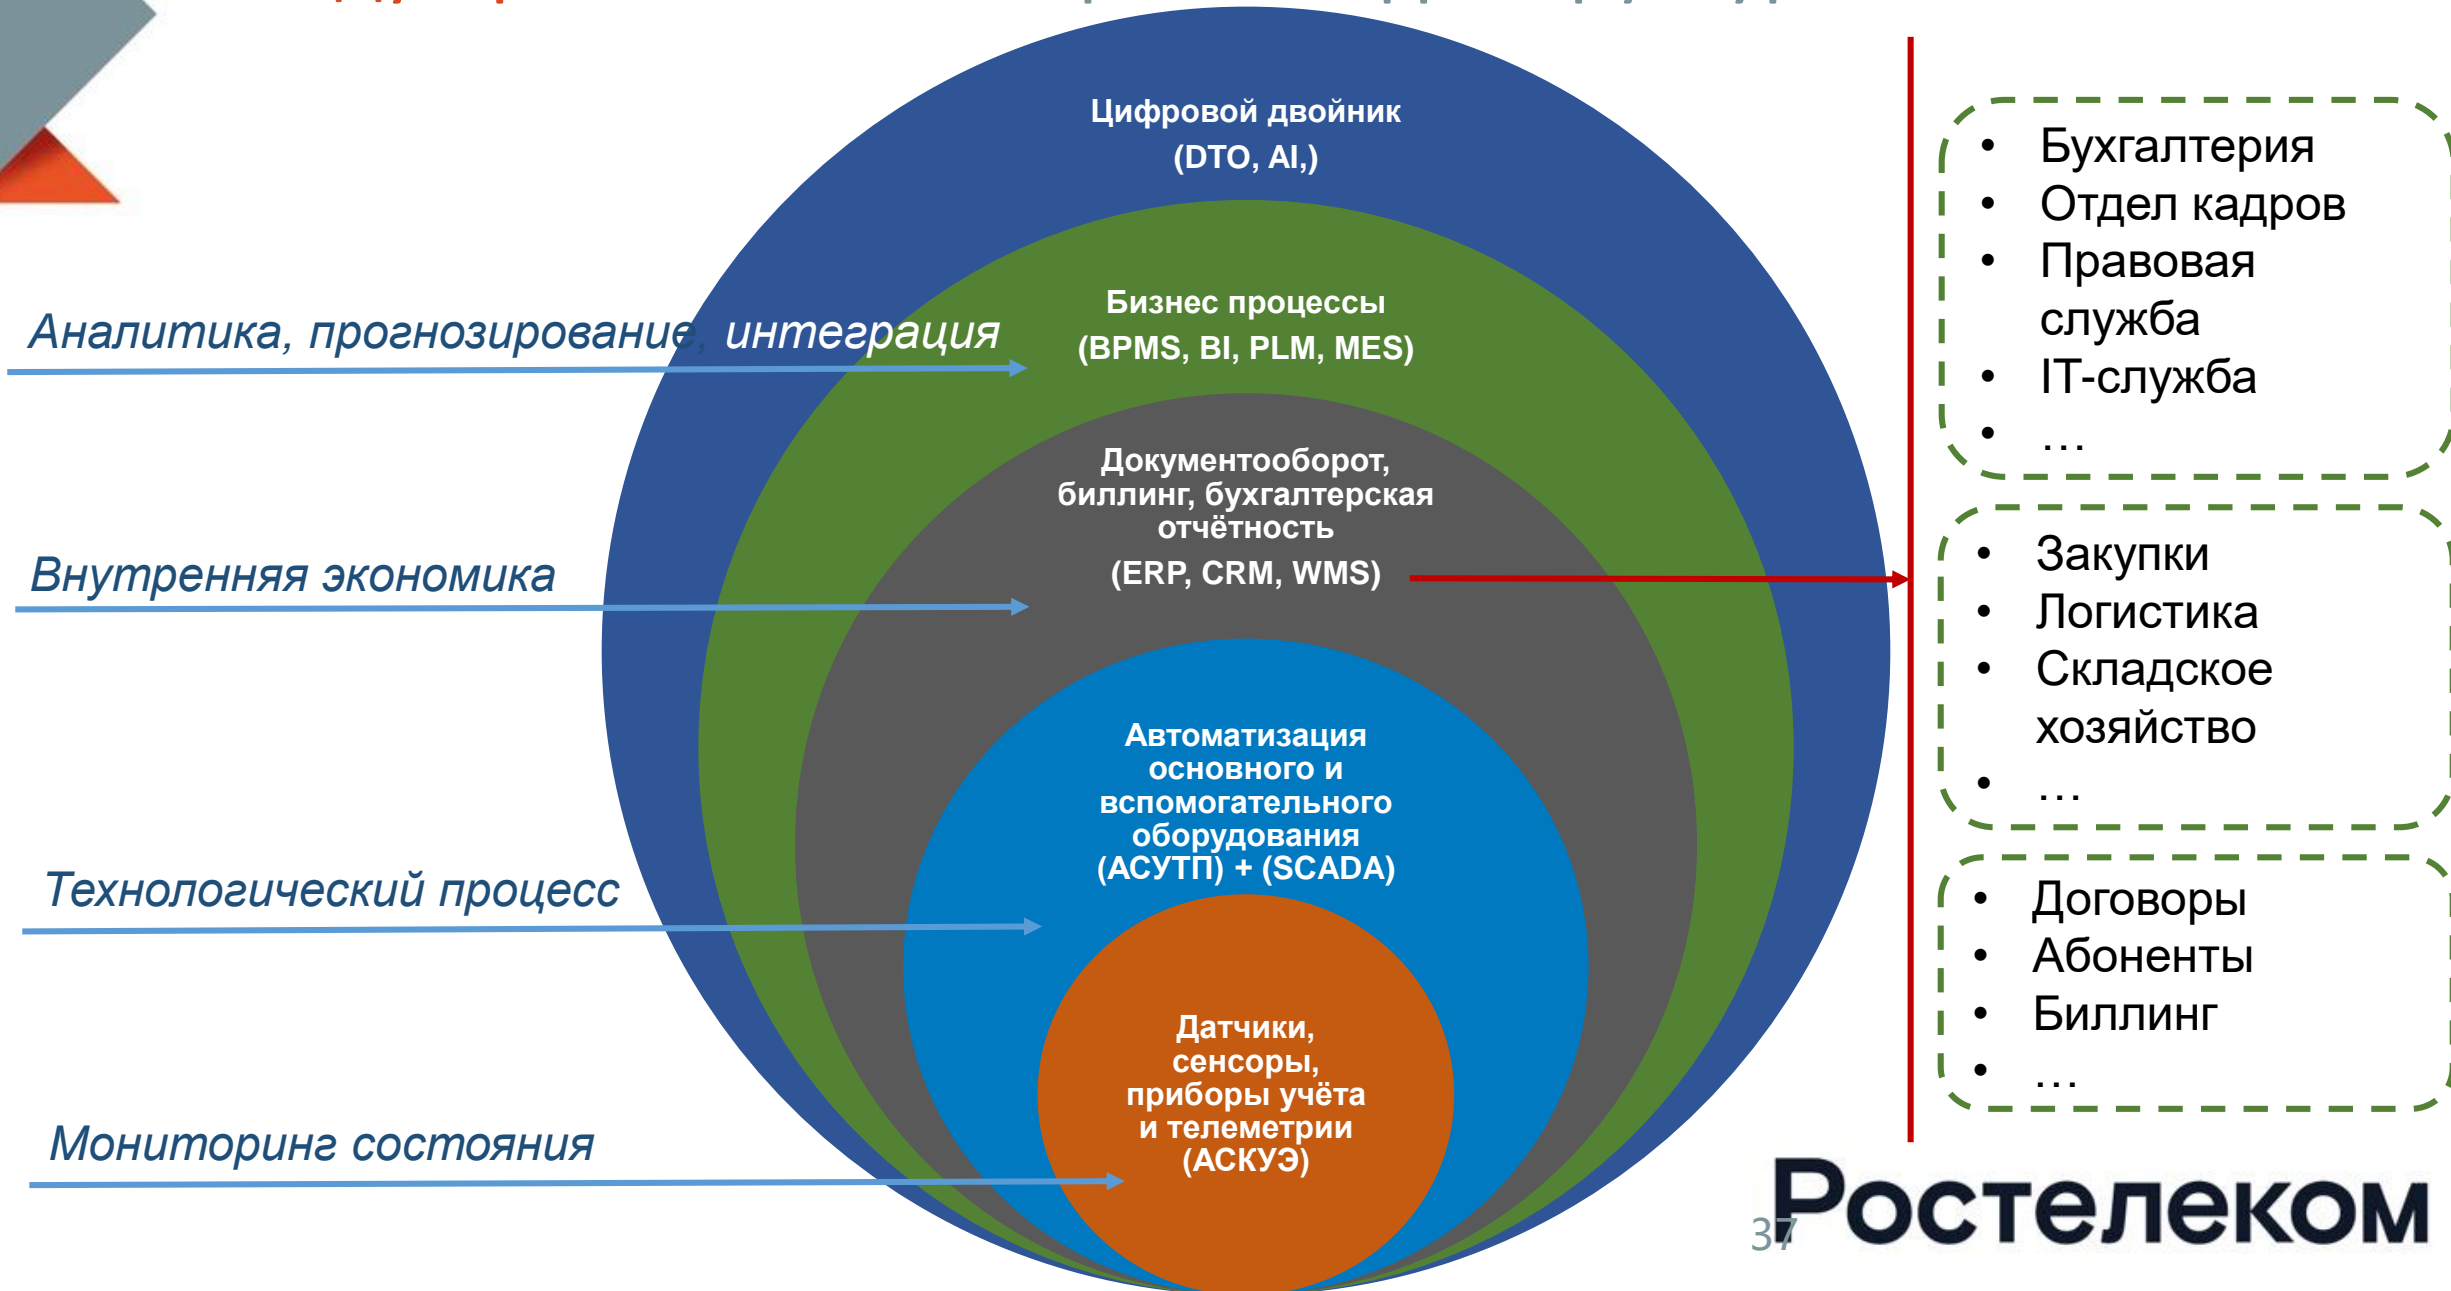 Цифровой двойник
(DTO, AI,)
Бизнес процессы
(BPMS, BI, PLM, MES)
Документооборот,
биллинг, бухгалтерская
отчётность
(ERP, CRM, WMS)
Автоматизация
основного и
вспомогательного
оборудования
(АСУТП) + (SCADA)
Датчики,
сенсоры,
приборы учёта
и телеметрии
(АСКУЭ)
Аналитика, прогнозирование, интеграция
Внутренняя экономика
Технологический процесс
Мониторинг состояния
• Бухгалтерия
• Отдел кадров
• Правовая
служба
• IT-служба
• …
• Закупки
• Логистика
• Складское
хозяйство
• …
• Договоры
• Абоненты
• Биллинг
• …
Ростелеком
37